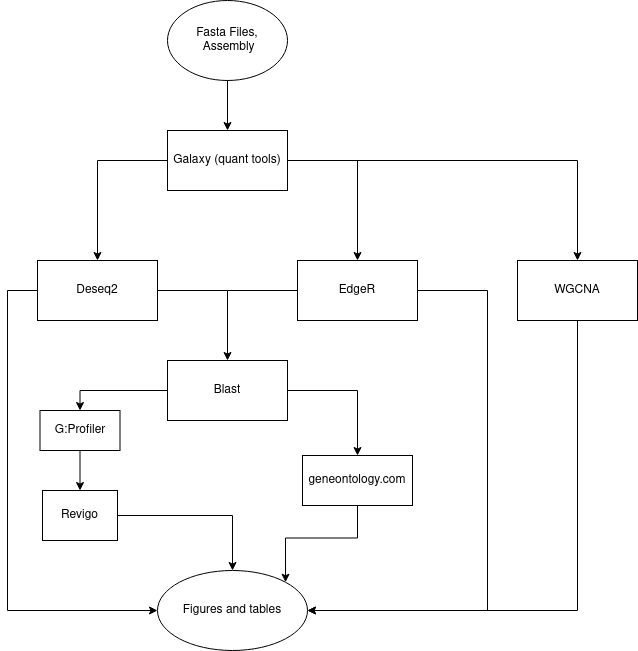 Fasta Files,
Assembly
Galaxy (quant tools)
Deseq2
EdgeR
WGCNA
Blast
G:Profiler
geneontology.com
Revigo
Figures and tables